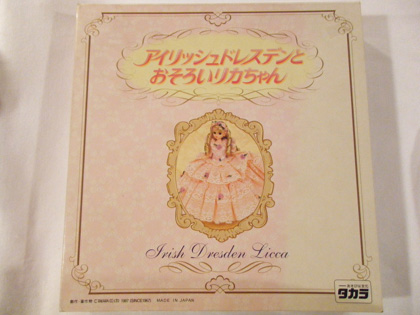 アイリッシュドレステンと
おそろいリカちゃん
Irish Dresden Licca
タカラ
MADE IN JAPAN